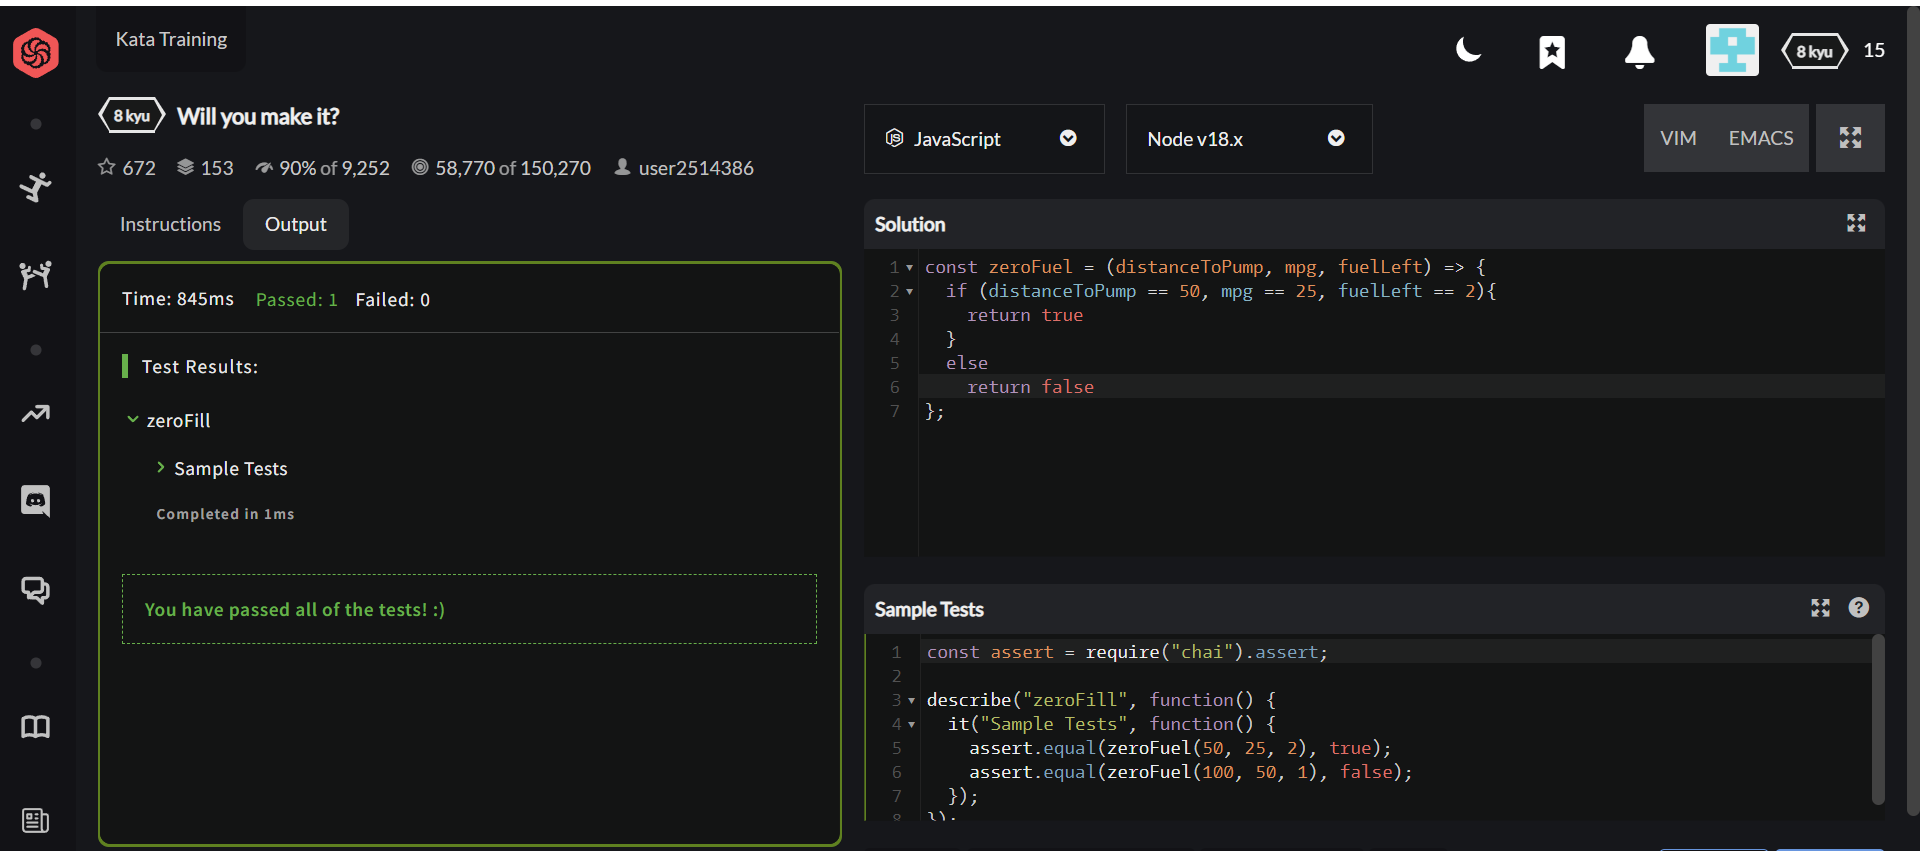 Kata Training
8 kyu 15
8 kyu Will you make it?
672 153 90% of 9,252 58,770 of 150,270 user2514386
Instructions Output
Time: 845ms Passed: 1 Failed: 0
Test Results:
zeroFill
Sample Tests
Completed in 1ms
You have passed all of the tests! :)
JavaScript Node v18.x VIM EMACS
Solution
1 const zeroFuel = (distanceToPump, mpg, fuelLeft) => {
2 if (distanceToPump == 50, mpg == 25, fuelLeft == 2){
3 return true
4 }
5 else
6 return false
7 };
Sample Tests
1 const assert = require("chai").assert;
2
3 describe("zeroFill", function() {
4 it("Sample Tests", function() {
5 assert.equal(zeroFuel(50, 25, 2), true);
6 assert.equal(zeroFuel(100, 50, 1), false);
7 });
8 });